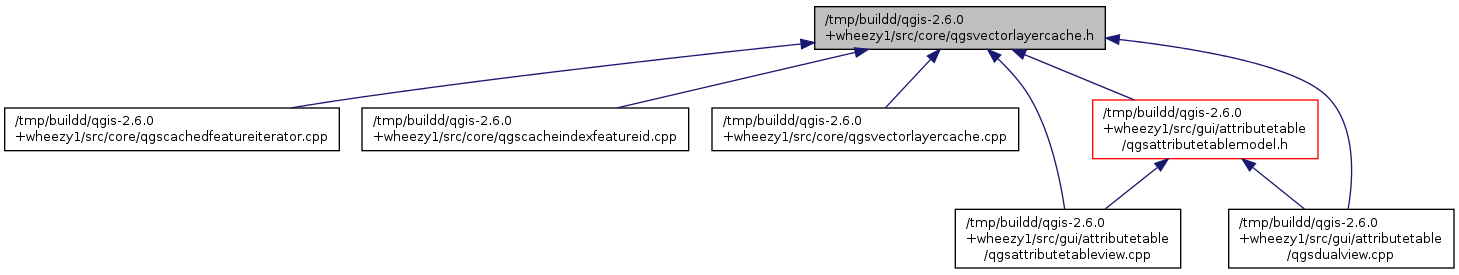 /tmp/buildd/qgis-2.6.0
+wheezy1/src/core/qgsvectorlayercache.h
/tmp/buildd/qgis-2.6.0
+wheezy1/src/core/qgscachedfeatureiterator.cpp
/tmp/buildd/qgis-2.6.0
+wheezy1/src/core/qgscacheindexfeatureid.cpp
/tmp/buildd/qgis-2.6.0
+wheezy1/src/core/qgsvectorlayercache.cpp
/tmp/buildd/qgis-2.6.0
+wheezy1/src/gui/attributetable
/qgsattributetablemodel.h
/tmp/buildd/qgis-2.6.0
+wheezy1/src/gui/attributetable
/qgsattributetableview.cpp
/tmp/buildd/qgis-2.6.0
+wheezy1/src/gui/attributetable
/qgsdualview.cpp